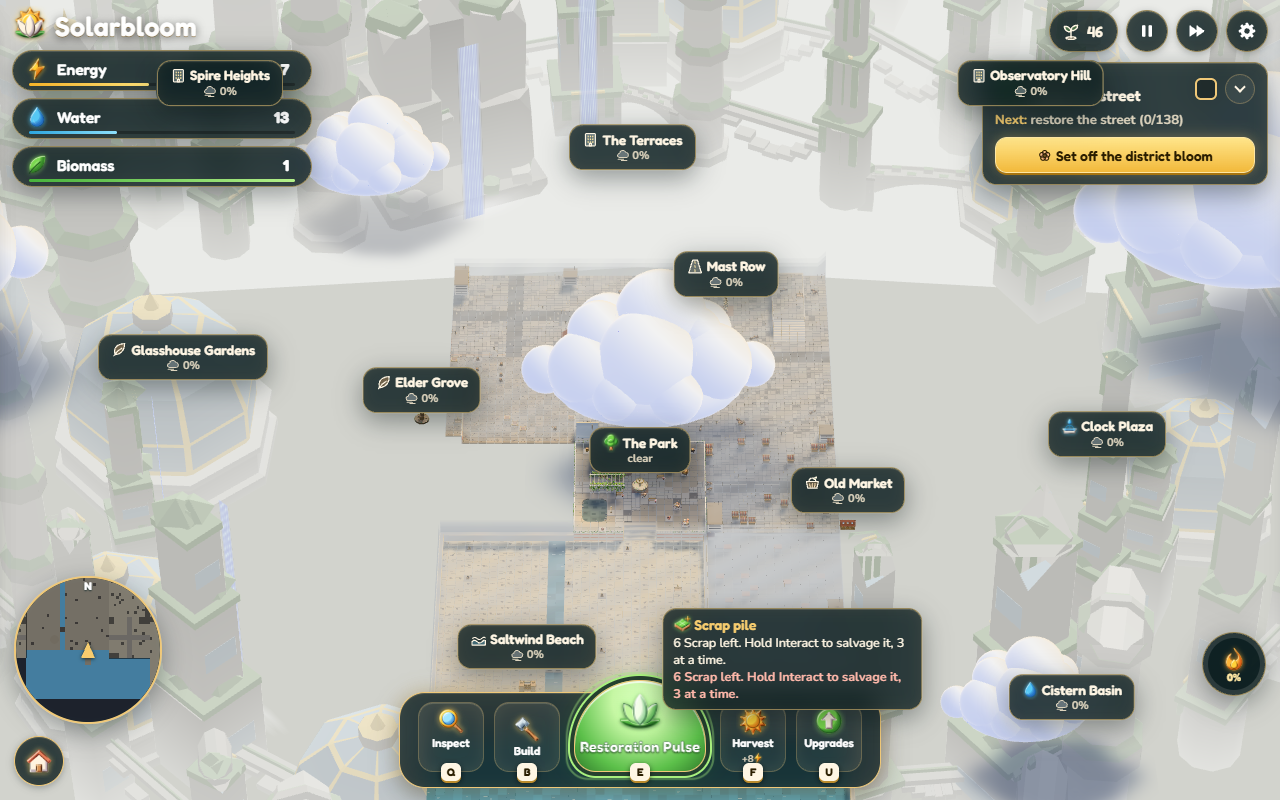 Solarbloom
46
Energy
7
Spire Heights
0%
Water
13
Biomass
1
The Terraces
0%
Observatory Hill
0%
street
Next: restore the street (0/138)
Set off the district bloom
Mast Row
0%
Glasshouse Gardens
0%
Elder Grove
0%
The Park
clear
Clock Plaza
0%
Old Market
0%
N
Saltwind Beach
0%
Scrap pile
6 Scrap left. Hold Interact to salvage it, 3
at a time.
6 Scrap left. Hold Interact to salvage it,
3 at a time.
0%
Cistern Basin
0%
Inspect
Q
Build
B
Restoration Pulse
E
Harvest
+8
F
Upgrades
U